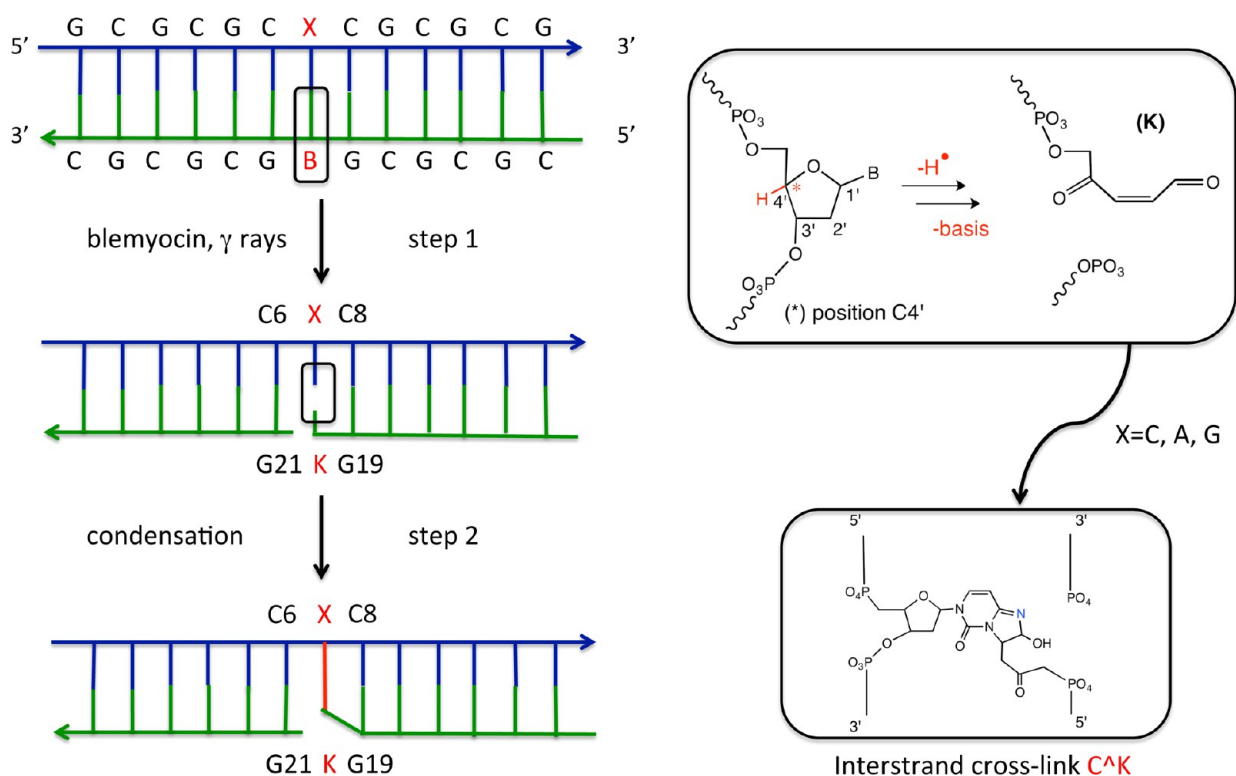 G C G C G C X C G C G C G
5’ 3’
3’ 5’
C G C G C G B G C G C G C
blemyocin, γ rays step 1
C6 X C8
G21 K G19
condensation step 2
C6 X C8
G21 K G19
PO3
O
O
B
H
*
4'
1'
3'
2'
O
O3P
(*) position C4'
-H•
-basis
PO3
(K)
O
O
O
OPO3
X=C, A, G
5' 3'
O4P
O
N
N
O
N
OH
PO4
O
O3P
O
PO4
3' 5'
Interstrand cross-link C^K